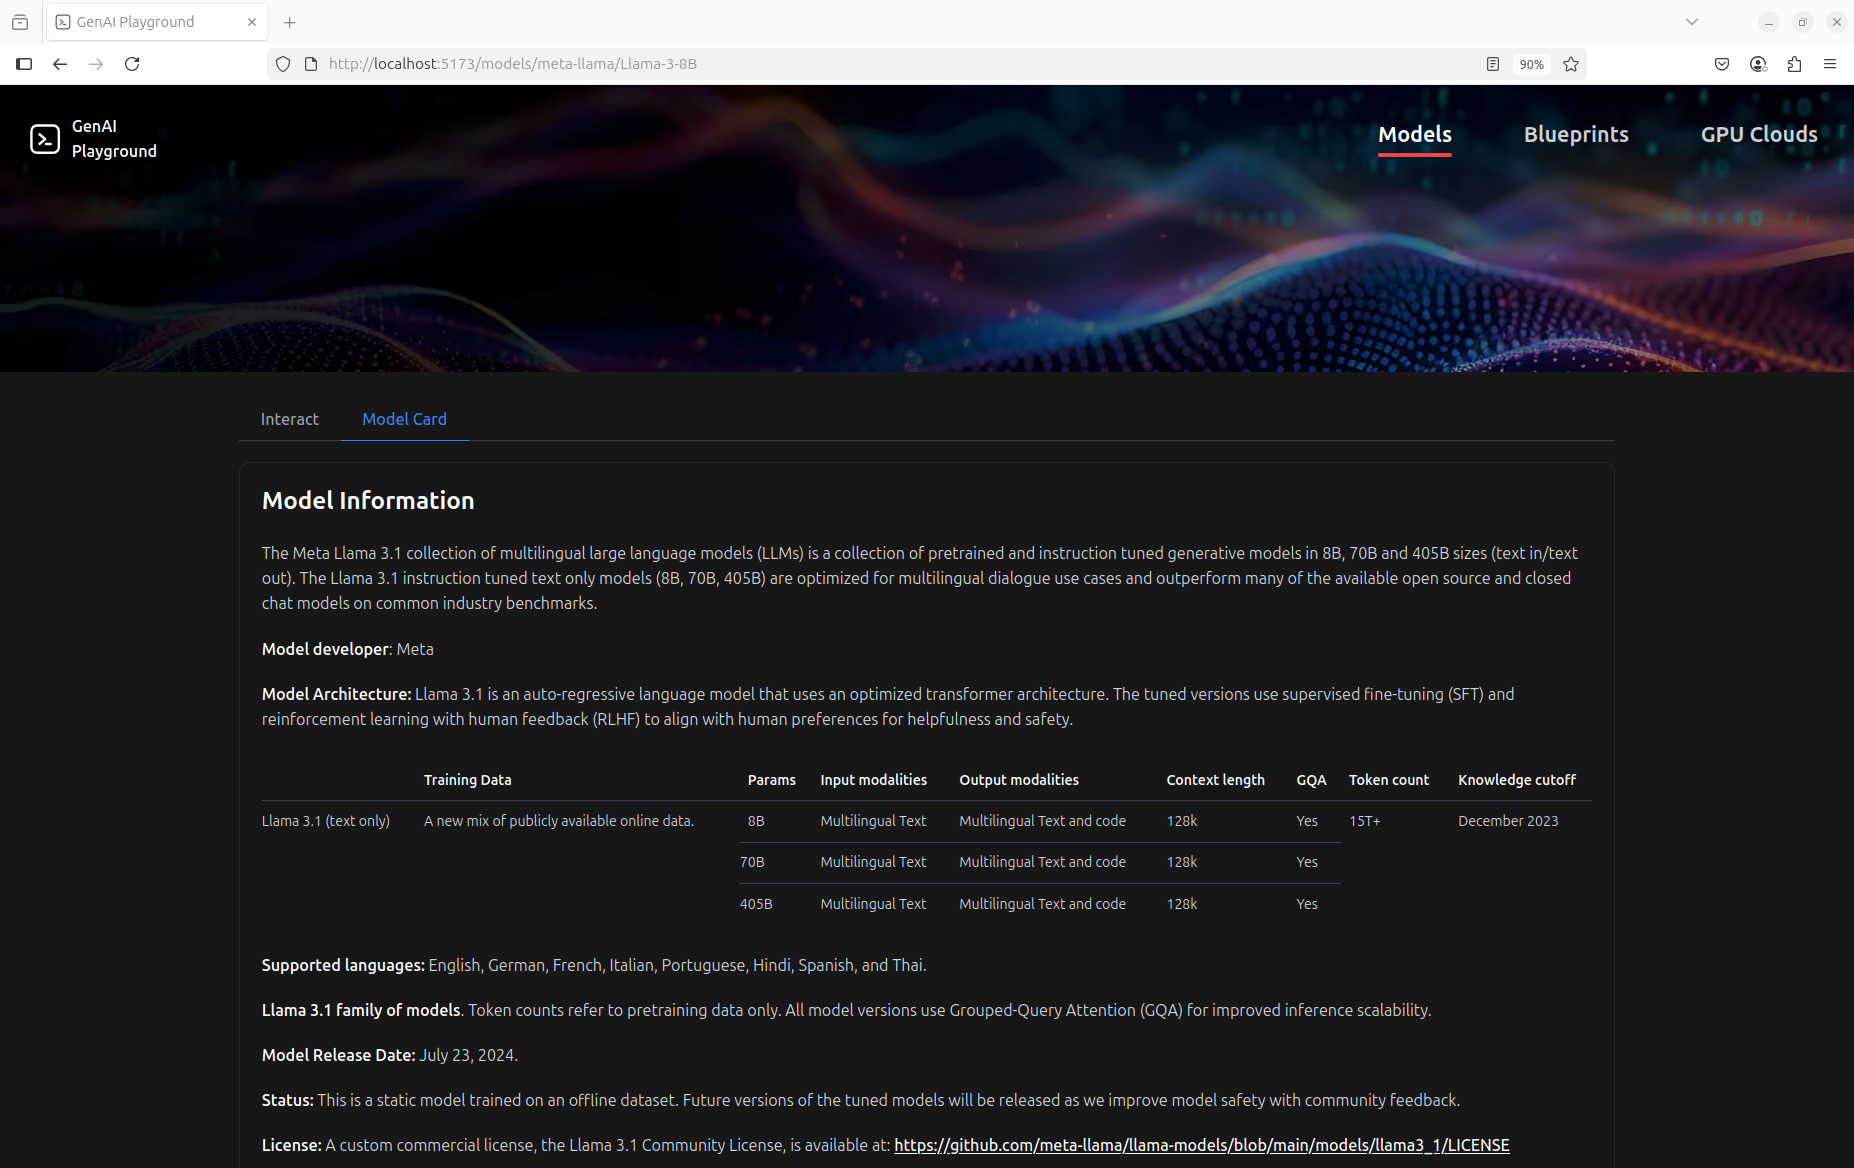 GenAI Playground
http://localhost:5173/models/meta-llama/Llama-3-8B
90%
GenAI
Playground
Models
Blueprints
GPU Clouds
Interact
Model Card
Model Information
The Meta Llama 3.1 collection of multilingual large language models (LLMs) is a collection of pretrained and instruction tuned generative models in 8B, 70B and 405B sizes (text in/text
out). The Llama 3.1 instruction tuned text only models (8B, 70B, 405B) are optimized for multilingual dialogue use cases and outperform many of the available open source and closed
chat models on common industry benchmarks.
Model developer: Meta
Model Architecture: Llama 3.1 is an auto-regressive language model that uses an optimized transformer architecture. The tuned versions use supervised fine-tuning (SFT) and
reinforcement learning with human feedback (RLHF) to align with human preferences for helpfulness and safety.
Training Data Params Input modalities Output modalities Context length GQA Token count Knowledge cutoff
Llama 3.1 (text only) A new mix of publicly available online data. 8B Multilingual Text Multilingual Text and code 128k Yes 15T+ December 2023
70B Multilingual Text Multilingual Text and code 128k Yes
405B Multilingual Text Multilingual Text and code 128k Yes
Supported languages: English, German, French, Italian, Portuguese, Hindi, Spanish, and Thai.
Llama 3.1 family of models. Token counts refer to pretraining data only. All model versions use Grouped-Query Attention (GQA) for improved inference scalability.
Model Release Date: July 23, 2024.
Status: This is a static model trained on an offline dataset. Future versions of the tuned models will be released as we improve model safety with community feedback.
License: A custom commercial license, the Llama 3.1 Community License, is available at: https://github.com/meta-llama/llama-models/blob/main/models/llama3_1/LICENSE